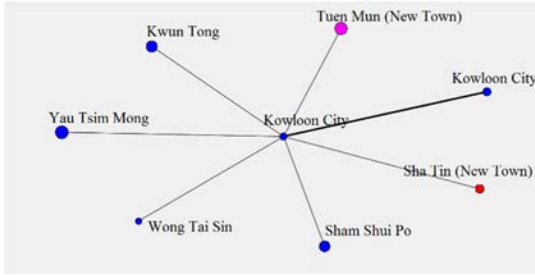 Tuen Mun (New Town)
Kwun Tong
Kowloon City
Yau Tsim Mong
Kowloon City
Sha Tin (New Town)
Wong Tai Sin
Sham Shui Po